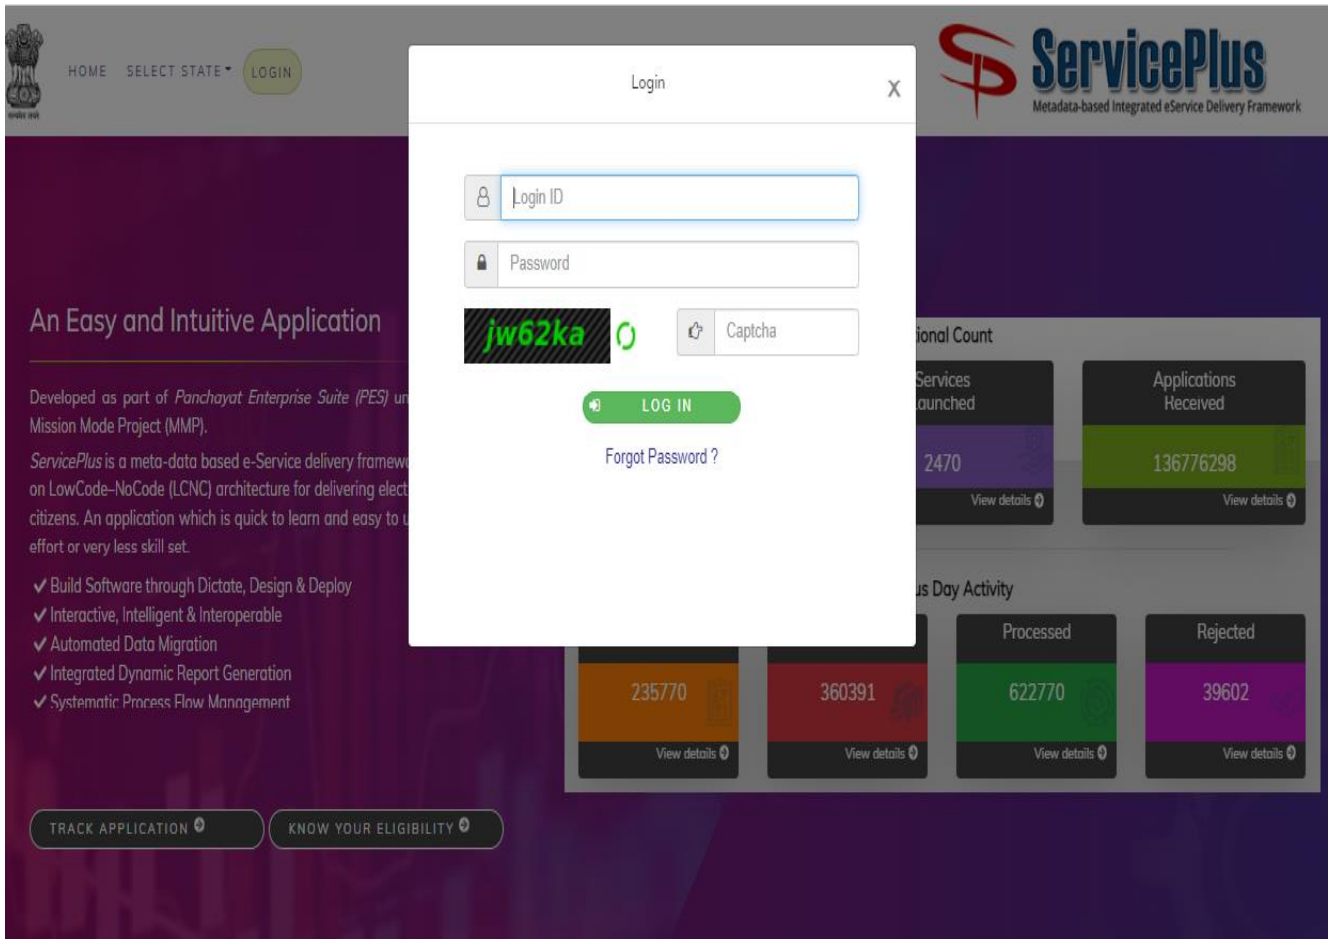 HOME SELECT STATE LOGIN
ServicePlus
Metadata-based Integrated eService Delivery Framework
Login
X
Login ID
Password
jw62ka
Captcha
LOG IN
Forgot Password ?
An Easy and Intuitive Application
Developed as part of Panchayat Enterprise Suite (PES) un
Mission Mode Project (MMP).
ServicePlus is a meta-data based e-Service delivery framewo
on LowCode–NoCode (LCNC) architecture for delivering elect
citizens. An application which is quick to learn and easy to u
effort or very less skill set.
✔ Build Software through Dictate, Design & Deploy
✔ Interactive, Intelligent & Interoperable
✔ Automated Data Migration
✔ Integrated Dynamic Report Generation
✔ Systematic Process Flow Management
TRACK APPLICATION
KNOW YOUR ELIGIBILITY
ional Count
Services
aunched
2470
View details
Applications
Received
136776298
View details
us Day Activity
235770
View details
360391
View details
Processed
622770
View details
Rejected
39602
View details